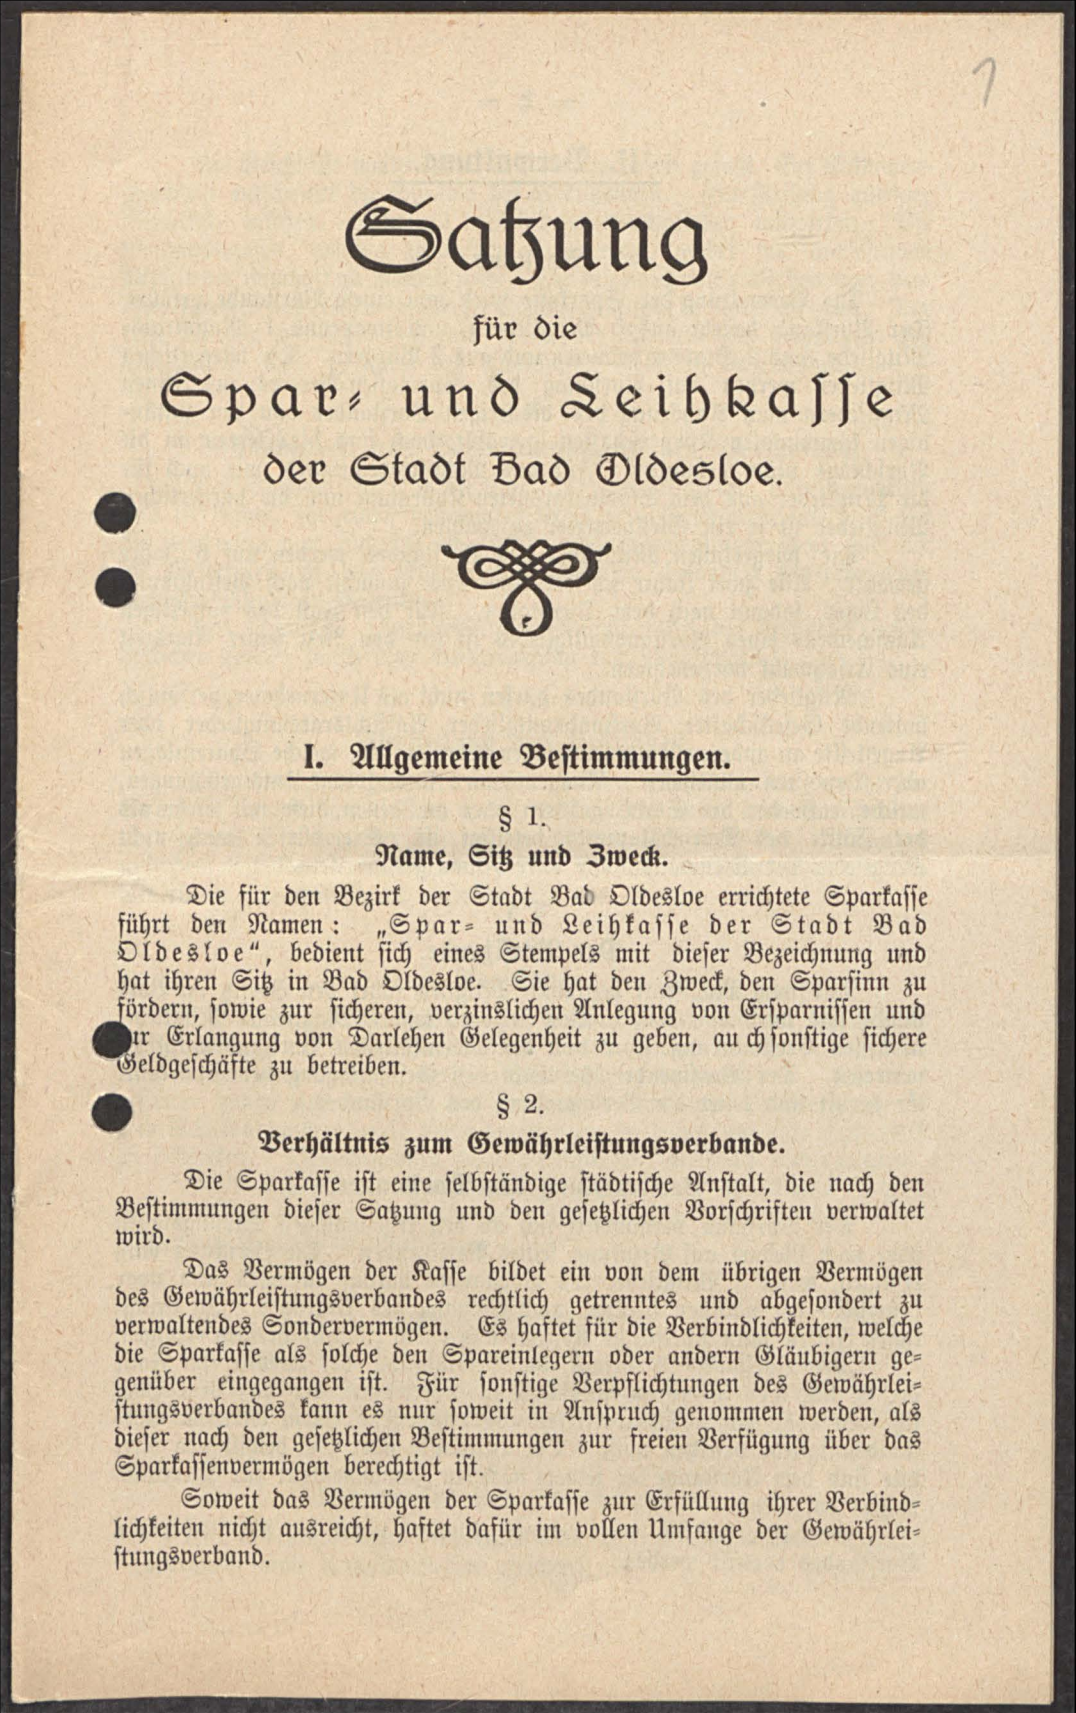 1
Satzung
für die
Spar- und Leihkasse
der Stadt Bad Oldesloe.
I. Allgemeine Bestimmungen.
§ 1.
Name, Sitz und Zweck.
Die für den Bezirk der Stadt Bad Oldesloe errichtete Sparkasse
führt den Namen: „Spar- und Leihkasse der Stadt Bad
Oldesloe“, bedient sich eines Stempels mit dieser Bezeichnung und
hat ihren Sitz in Bad Oldesloe. Sie hat den Zweck, den Sparsinn zu
fördern, sowie zur sicheren, verzinslichen Anlegung von Ersparnissen und
ur Erlangung von Darlehen Gelegenheit zu geben, au ch sonstige sichere
Geldgeschäfte zu betreiben.
§ 2.
Verhältnis zum Gewährleistungsverbande.
Die Sparkasse ist eine selbständige städtische Anstalt, die nach den
Bestimmungen dieser Satzung und den gesetzlichen Vorschriften verwaltet
wird.
Das Vermögen der Kasse bildet ein von dem übrigen Vermögen
des Gewährleistungsverbandes rechtlich getrenntes und abgesondert zu
verwaltendes Sondervermögen. Es haftet für die Verbindlichkeiten, welche
die Sparkasse als solche den Spareinlegern oder andern Gläubigern ge-
genüber eingegangen ist. Für sonstige Verpflichtungen des Gewährlei-
stungsverbandes kann es nur soweit in Anspruch genommen werden, als
dieser nach den gesetzlichen Bestimmungen zur freien Verfügung über das
Sparkassenvermögen berechtigt ist.
Soweit das Vermögen der Sparkasse zur Erfüllung ihrer Verbind-
lichkeiten nicht ausreicht, haftet dafür im vollen Umfange der Gewährlei-
stungsverband.